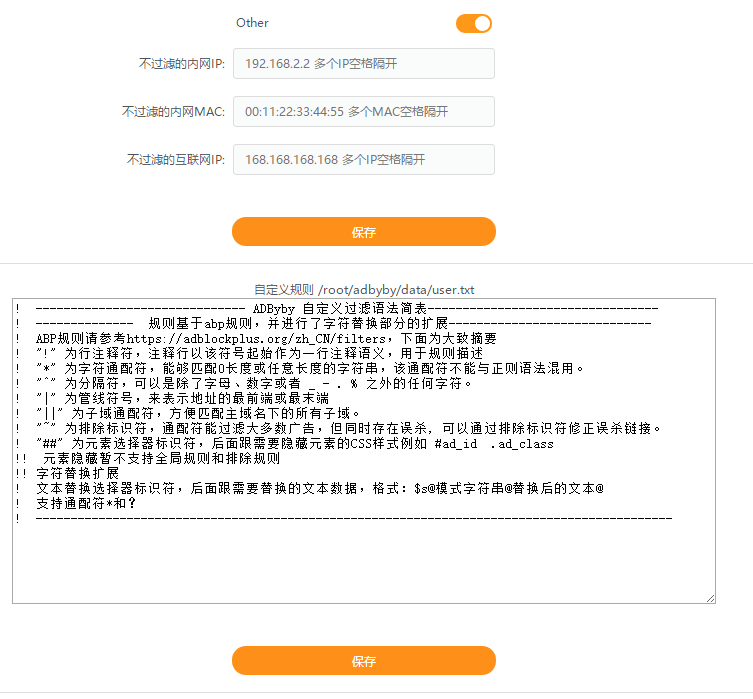 Other
不过滤的内网IP: 192.168.2.2 多个IP空格隔开
不过滤的内网MAC: 00:11:22:33:44:55 多个MAC空格隔开
不过滤的互联网IP: 168.168.168.168 多个IP空格隔开
保存
自定义规则 /root/adbyby/data/user.txt
!  ------------------------------ ADByby 自定义过滤语法简表---------------------------------
!  --------------  规则基于abp规则，并进行了字符替换部分的扩展-----------------------------
!  ABP规则请参考https://adblockplus.org/zh_CN/filters，下面为大致摘要
!  "!" 为行注释符，注释行以该符号起始作为一行注释语义，用于规则描述
!  "*" 为字符通配符，能够匹配0长度或任意长度的字符串，该通配符不能与正则语法混用。
!  "^" 为分隔符，可以是除了字母、数字或者 _ - . % 之外的任何字符。
!  "|" 为管线符号，来表示地址的最前端或最末端
!  "||" 为子域通配符，方便匹配主域名下的所有子域。
!  "~" 为排除标识符，通配符能过滤大多数广告，但同时存在误杀, 可以通过排除标识符修正误杀链接。
!  "##" 为元素选择器标识符，后面跟需要隐藏元素的CSS样式例如 #ad_id  .ad_class
!!  元素隐藏暂不支持全局规则和排除规则
!! 字符替换扩展
!  文本替换选择器标识符，后面跟需要替换的文本数据，格式：$s@模式字符串@替换后的文本@
!  支持通配符*和？
!  -------------------------------------------------------------------------------------------
保存